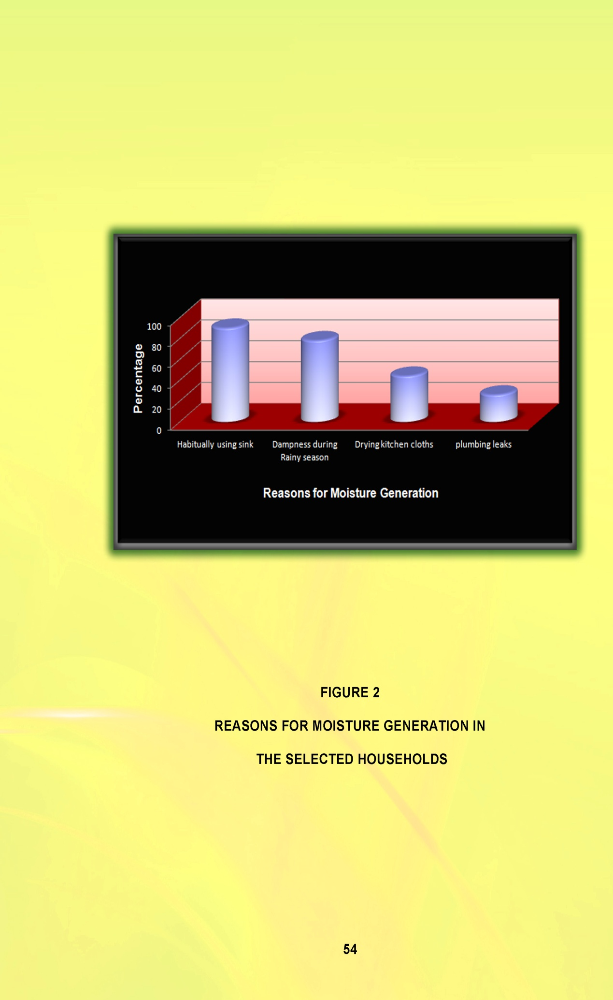 100
80
60
40
20
0
Percentage
Habitually using sink
Dampness during
Rainy season
Drying kitchen cloths
plumbing leaks
Reasons for Moisture Generation
FIGURE 2
REASONS FOR MOISTURE GENERATION IN
THE SELECTED HOUSEHOLDS
54